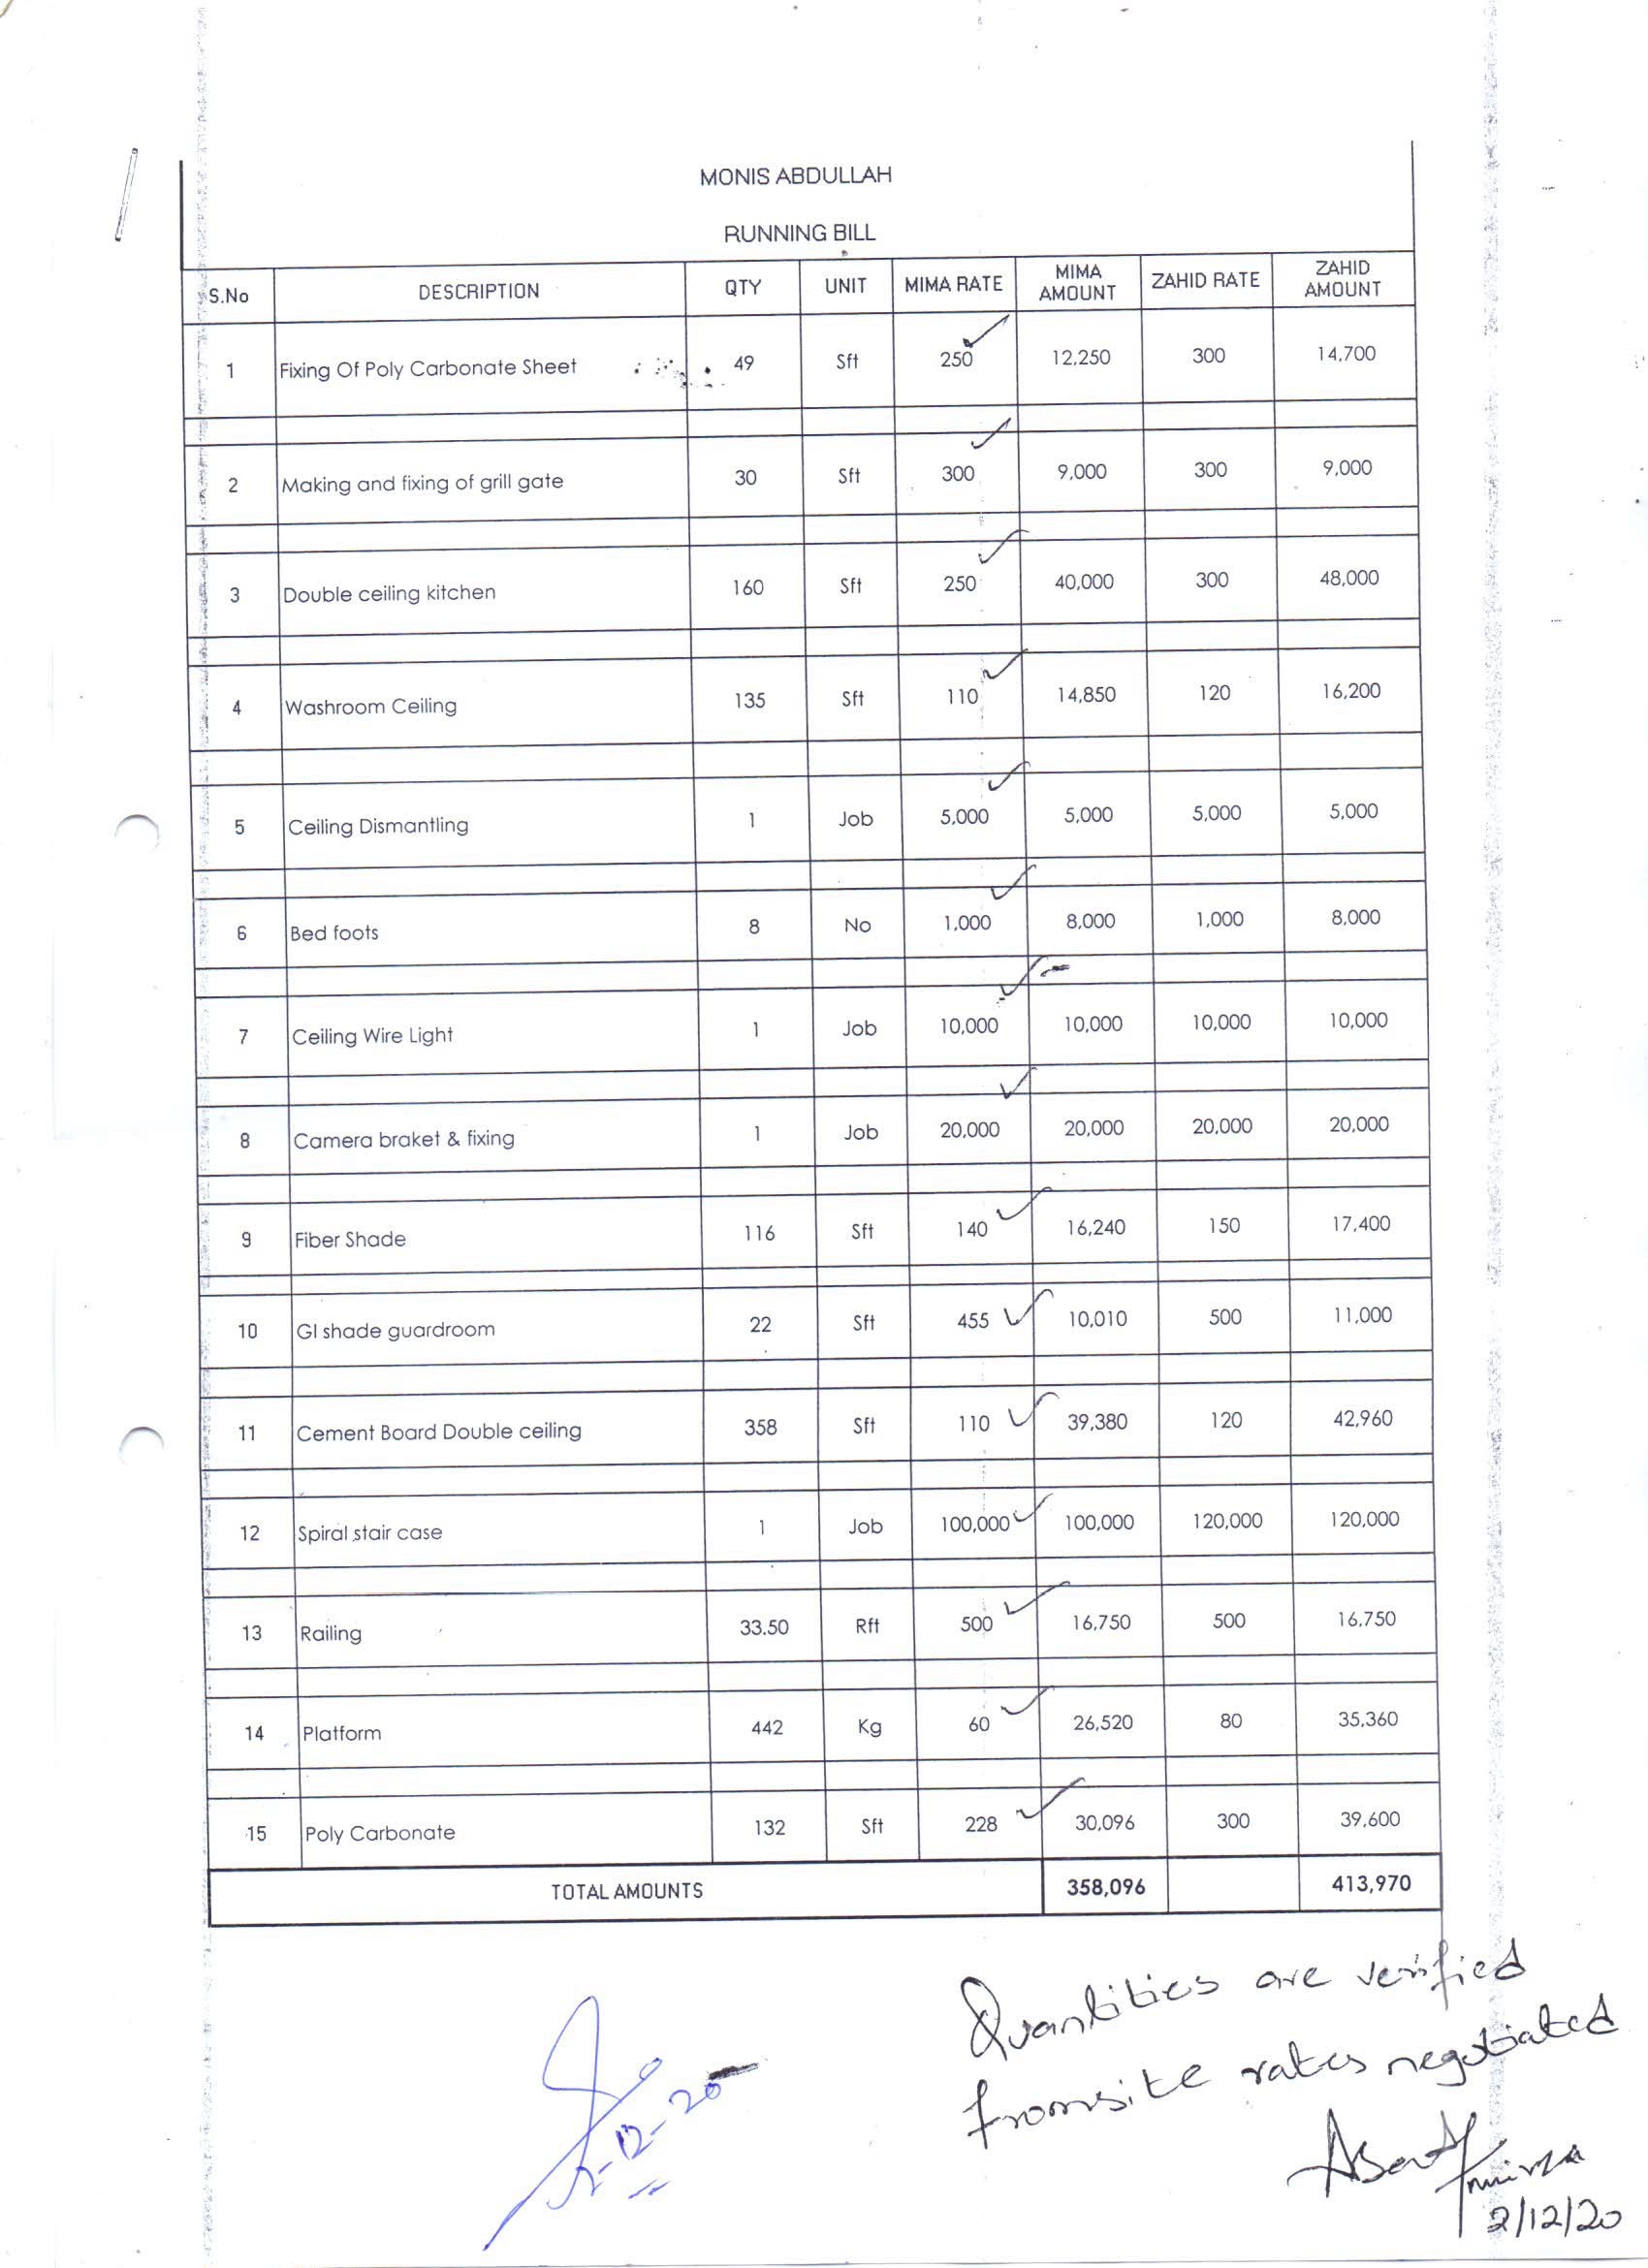 MONIS ABDULLAH
RUNNING BILL
S.No DESCRIPTION QTY UNIT MIMA RATE MIMA AMOUNT ZAHID RATE ZAHID AMOUNT
1 Fixing Of Poly Carbonate Sheet 49 Sft 250 12,250 300 14,700
2 Making and fixing of grill gate 30 Sft 300 9,000 300 9,000
3 Double ceiling kitchen 160 Sft 250 40,000 300 48,000
4 Washroom Ceiling 135 Sft 110 14,850 120 16,200
5 Ceiling Dismantling 1 Job 5,000 5,000 5,000 5,000
6 Bed foots 8 No 1,000 8,000 1,000 8,000
7 Ceiling Wire Light 1 Job 10,000 10,000 10,000 10,000
8 Camera braket & fixing 1 Job 20,000 20,000 20,000 20,000
9 Fiber Shade 116 Sft 140 16,240 150 17,400
10 GI shade guardroom 22 Sft 455 10,010 500 11,000
11 Cement Board Double ceiling 358 Sft 110 39,380 120 42,960
12 Spiral stair case 1 Job 100,000 100,000 120,000 120,000
13 Railing 33.50 Rft 500 16,750 500 16,750
14 Platform 442 Kg 60 26,520 80 35,360
15 Poly Carbonate 132 Sft 228 30,096 300 39,600
TOTAL AMOUNTS 358,096 413,970
Quantities are verified
from site rates negotiated
2/12/20